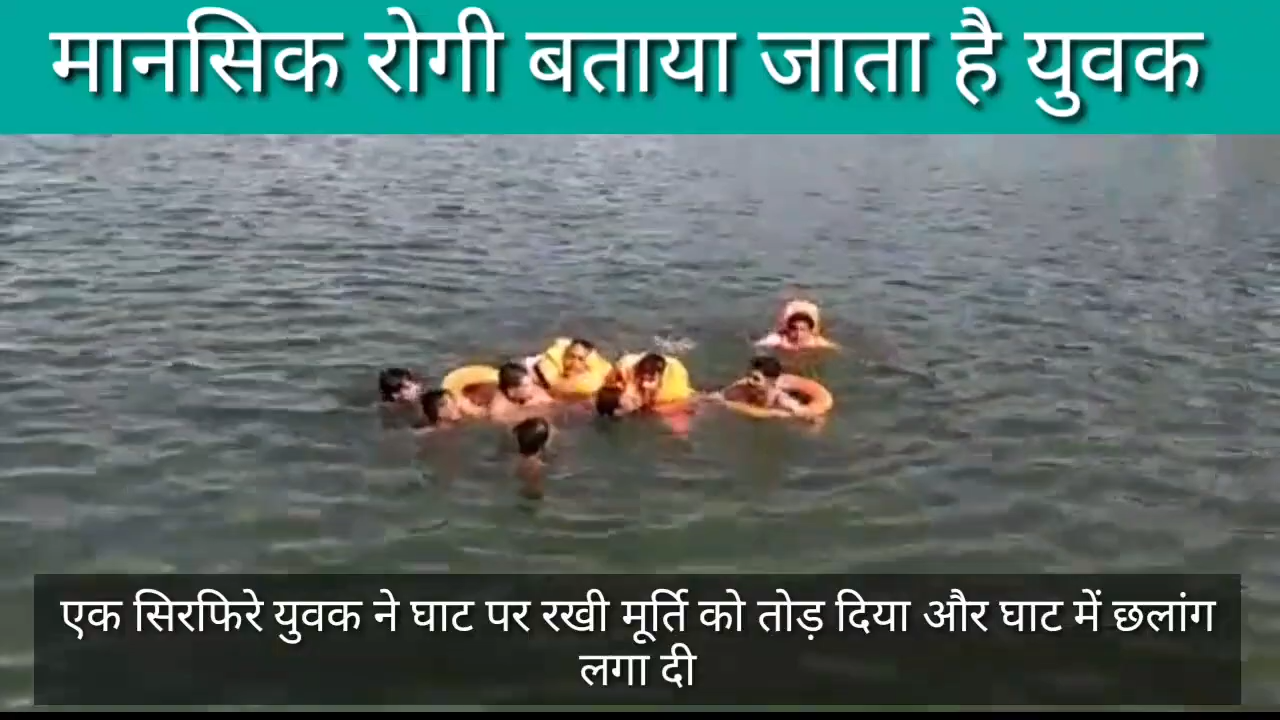 मानसिक रोगी बताया जाता है युवक
एक सिरफिरे युवक ने घाट पर रखी मूर्ति को तोड़ दिया और घाट में छलांग
लगा दी